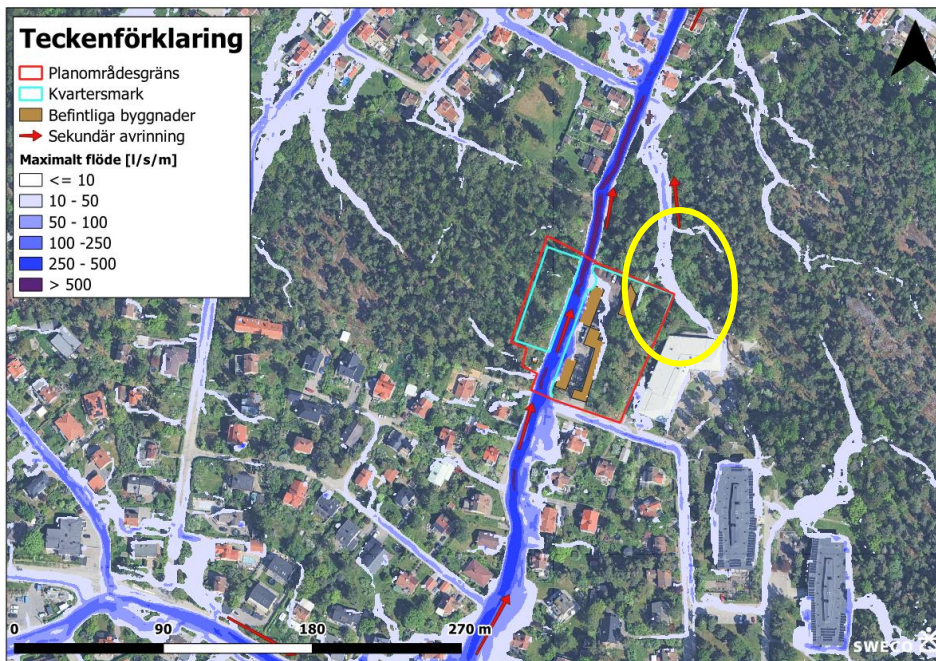 Teckenförklaring
Planområdesgräns
Kvartersmark
Befintliga byggnader
Sekundär avrinning
Maximalt flöde [l/s/m]
<= 10
10 - 50
50 - 100
100 -250
250 - 500
> 500
0 90 180 270 m
SWECO